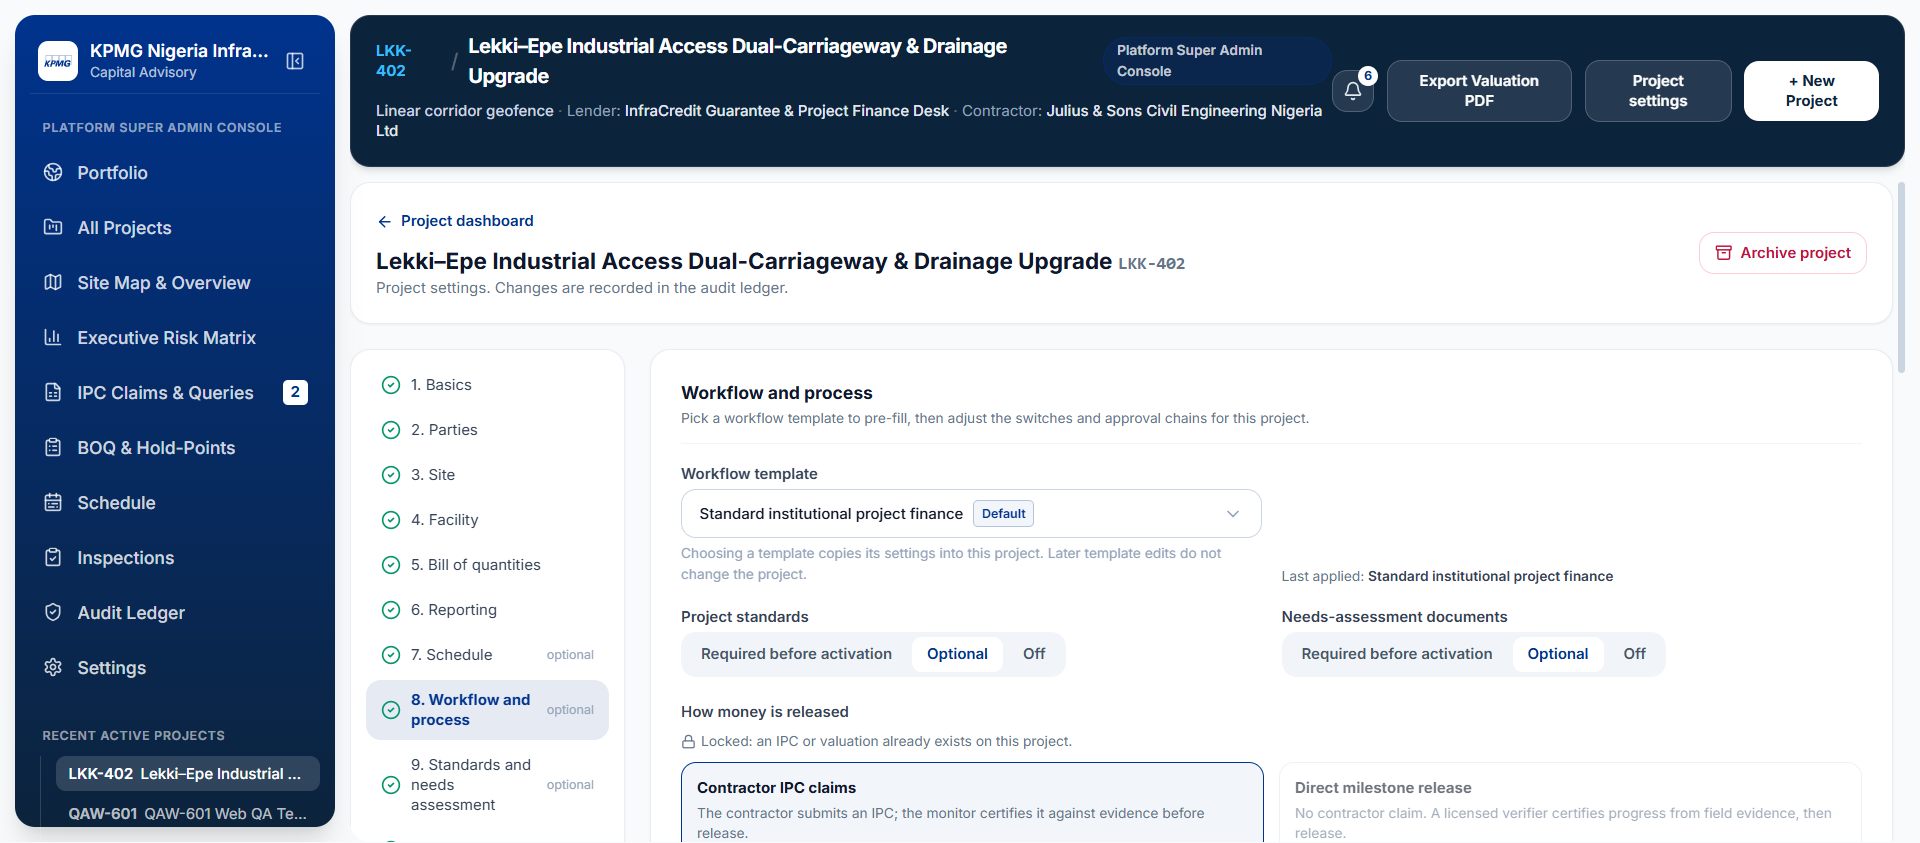 KPMG
KPMG Nigeria Infra...
Capital Advisory
PLATFORM SUPER ADMIN CONSOLE
Portfolio
All Projects
Site Map & Overview
Executive Risk Matrix
IPC Claims & Queries 2
BOQ & Hold-Points
Schedule
Inspections
Audit Ledger
Settings
RECENT ACTIVE PROJECTS
LKK-402 Lekki–Epe Industrial ...
QAW-601 QAW-601 Web QA Te...
LKK-
402
/
Lekki–Epe Industrial Access Dual-Carriageway & Drainage
Upgrade
Platform Super Admin
Console
Linear corridor geofence · Lender: InfraCredit Guarantee & Project Finance Desk · Contractor: Julius & Sons Civil Engineering Nigeria
Ltd
6
Export Valuation
PDF
Project
settings
+ New
Project
Project dashboard
Lekki–Epe Industrial Access Dual-Carriageway & Drainage Upgrade LKK-402
Project settings. Changes are recorded in the audit ledger.
Archive project
1. Basics
2. Parties
3. Site
4. Facility
5. Bill of quantities
6. Reporting
7. Schedule optional
8. Workflow and
process
optional
9. Standards and
needs
assessment
optional
Workflow and process
Pick a workflow template to pre-fill, then adjust the switches and approval chains for this project.
Workflow template
Standard institutional project finance Default
Choosing a template copies its settings into this project. Later template edits do not
change the project.
Last applied: Standard institutional project finance
Project standards
Required before activation Optional Off
Needs-assessment documents
Required before activation Optional Off
How money is released
Locked: an IPC or valuation already exists on this project.
Contractor IPC claims
The contractor submits an IPC; the monitor certifies it against evidence before
release.
Direct milestone release
No contractor claim. A licensed verifier certifies progress from field evidence, then
release.